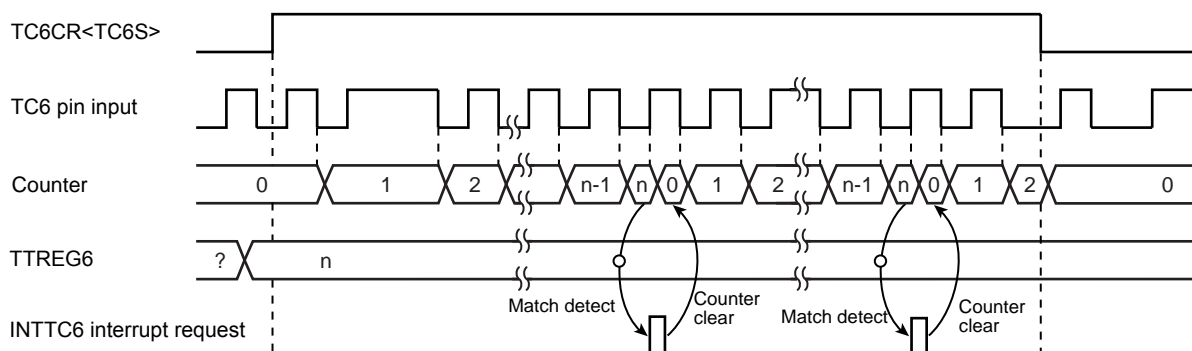 TC6CR<TC6S>
TC6 pin input
Counter
0 1 2 n-1 n 0 1 2 n-1 n 0 1 2 0
TTREG6
? n
Match detect
Counter
clear
Match detect
Counter
clear
INTTC6 interrupt request